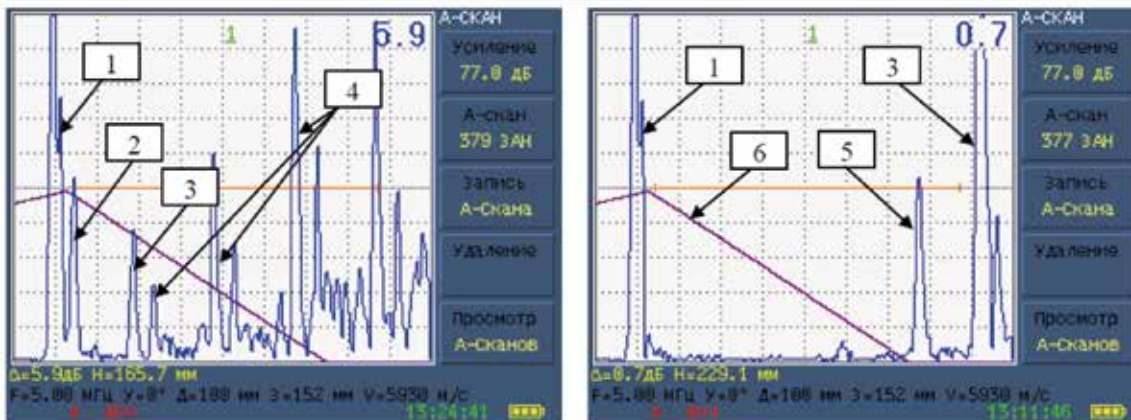 А-СКАН
1
5.9
Усиление
77.0 дБ
А-скан
379 ЗАН
Запись
А-Скана
Удаление
Просмотр
А-Сканов
1
2
3
4
Δ=5.9дБ Н=165.7 мм
F=5.00 МГЦ У=0° Д=100 мм З=152 мм V=5930 м/с
13:24:41
А-СКАН
1
0.7
Усиление
77.0 дБ
А-скан
377 ЗАН
Запись
А-Скана
Удаление
Просмотр
А-Сканов
1
3
6
5
Δ=0.7дБ Н=229.1 мм
F=5.00 МГЦ У=0° Д=100 мм З=152 мм V=5930 м/с
13:11:46